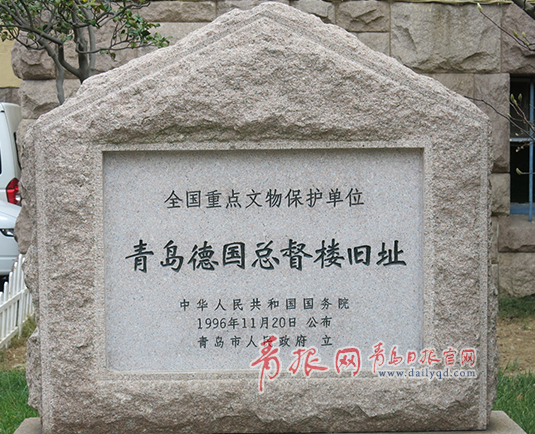 全国重点文物保护单位
青岛德国总督楼旧址
中华人民共和国国务院
1996年11月20日 公布
青岛市人民政府 立
青报网 青岛日报官网
www.dailyqd.com